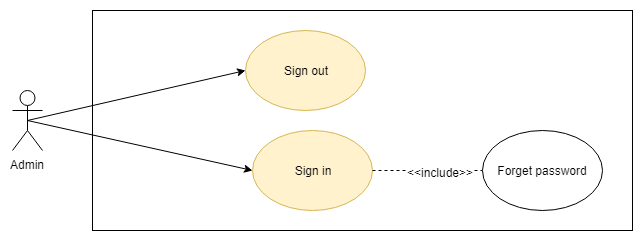 Sign out
Admin
Sign in
<<include>>
Forget password